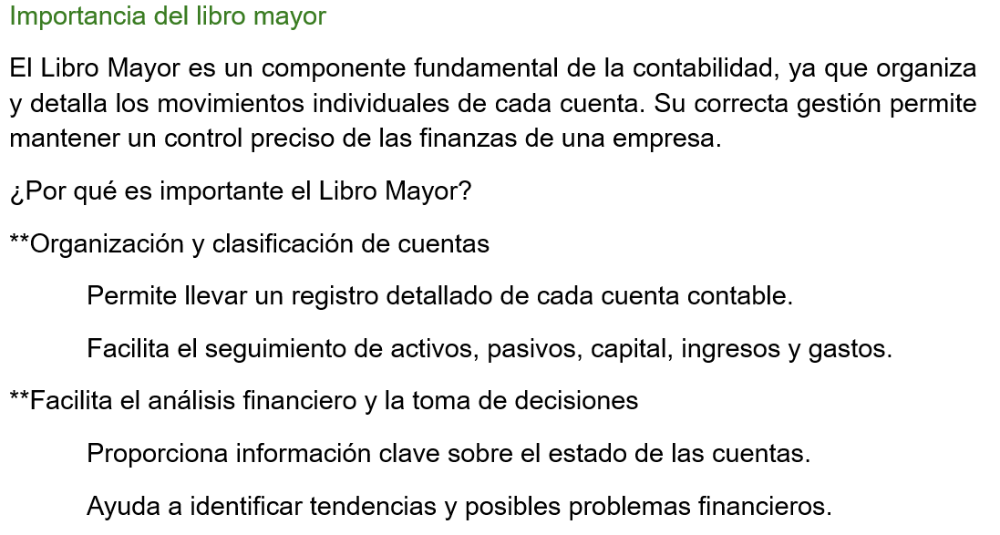 Importancia del libro mayor
El Libro Mayor es un componente fundamental de la contabilidad, ya que organiza
y detalla los movimientos individuales de cada cuenta. Su correcta gestión permite
mantener un control preciso de las finanzas de una empresa.
¿Por qué es importante el Libro Mayor?
**Organización y clasificación de cuentas
Permite llevar un registro detallado de cada cuenta contable.
Facilita el seguimiento de activos, pasivos, capital, ingresos y gastos.
**Facilita el análisis financiero y la toma de decisiones
Proporciona información clave sobre el estado de las cuentas.
Ayuda a identificar tendencias y posibles problemas financieros.